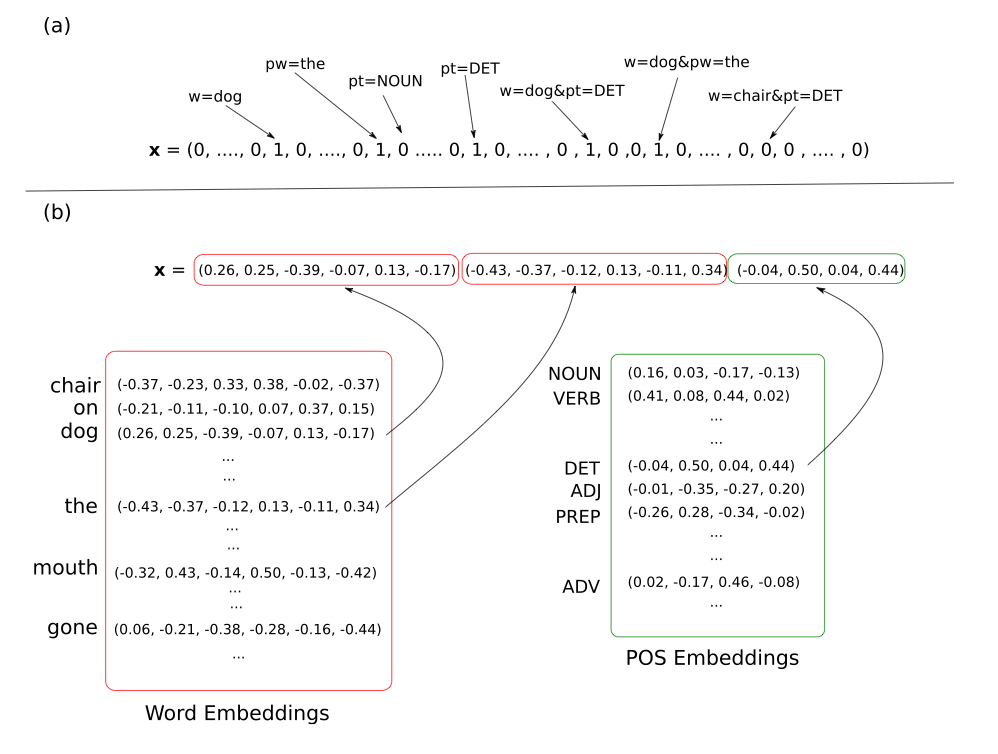 (a)
w=dog
pw=the
pt=NOUN
pt=DET
w=dog&pt=DET
w=dog&pw=the
w=chair&pt=DET
x = (0, ...., 0, 1, 0, ...., 0, 1, 0 ..... 0, 1, 0, .... , 0 , 1, 0 ,0, 1, 0, .... , 0, 0, 0 , .... , 0)
(b)
x = (0.26, 0.25, -0.39, -0.07, 0.13, -0.17) (-0.43, -0.37, -0.12, 0.13, -0.11, 0.34) (-0.04, 0.50, 0.04, 0.44)
chair (-0.37, -0.23, 0.33, 0.38, -0.02, -0.37)
on (-0.21, -0.11, -0.10, 0.07, 0.37, 0.15)
dog (0.26, 0.25, -0.39, -0.07, 0.13, -0.17)
...
...
the (-0.43, -0.37, -0.12, 0.13, -0.11, 0.34)
...
...
mouth (-0.32, 0.43, -0.14, 0.50, -0.13, -0.42)
...
...
gone (0.06, -0.21, -0.38, -0.28, -0.16, -0.44)
...
Word Embeddings
NOUN (0.16, 0.03, -0.17, -0.13)
VERB (0.41, 0.08, 0.44, 0.02)
...
...
DET (-0.04, 0.50, 0.04, 0.44)
ADJ (-0.01, -0.35, -0.27, 0.20)
PREP (-0.26, 0.28, -0.34, -0.02)
...
...
ADV (0.02, -0.17, 0.46, -0.08)
...
POS Embeddings